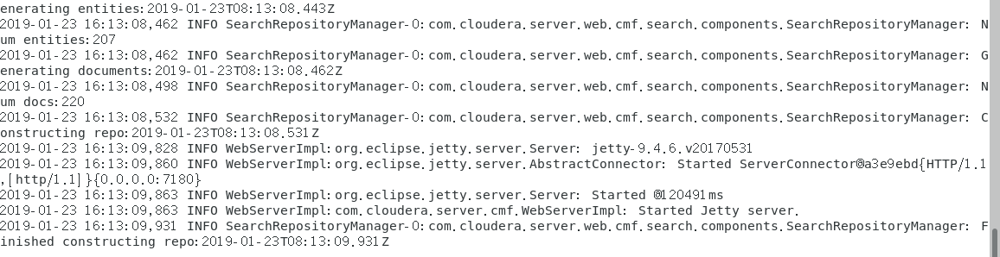 enerating entities:2019-01-23T08:13:08.443Z
2019-01-23 16:13:08,462 INFO SearchRepositoryManager-0:com.cloudera.server.web.cmf.search.components.SearchRepositoryManager: N
um entities:207
2019-01-23 16:13:08,462 INFO SearchRepositoryManager-0:com.cloudera.server.web.cmf.search.components.SearchRepositoryManager: G
enerating documents:2019-01-23T08:13:08.462Z
2019-01-23 16:13:08,498 INFO SearchRepositoryManager-0:com.cloudera.server.web.cmf.search.components.SearchRepositoryManager: N
um docs:220
2019-01-23 16:13:08,532 INFO SearchRepositoryManager-0:com.cloudera.server.web.cmf.search.components.SearchRepositoryManager: C
onstructing repo:2019-01-23T08:13:08.531Z
2019-01-23 16:13:09,828 INFO WebServerImpl:org.eclipse.jetty.server.Server: jetty-9.4.6.v20170531
2019-01-23 16:13:09,860 INFO WebServerImpl:org.eclipse.jetty.server.AbstractConnector: Started ServerConnector@a3e9ebd{HTTP/1.1
,[http/1.1]}{0.0.0.0:7180}
2019-01-23 16:13:09,863 INFO WebServerImpl:org.eclipse.jetty.server.Server: Started @120491ms
2019-01-23 16:13:09,863 INFO WebServerImpl:com.cloudera.server.cmf.WebServerImpl: Started Jetty server.
2019-01-23 16:13:09,931 INFO SearchRepositoryManager-0:com.cloudera.server.web.cmf.search.components.SearchRepositoryManager: F
inished constructing repo:2019-01-23T08:13:09.931Z